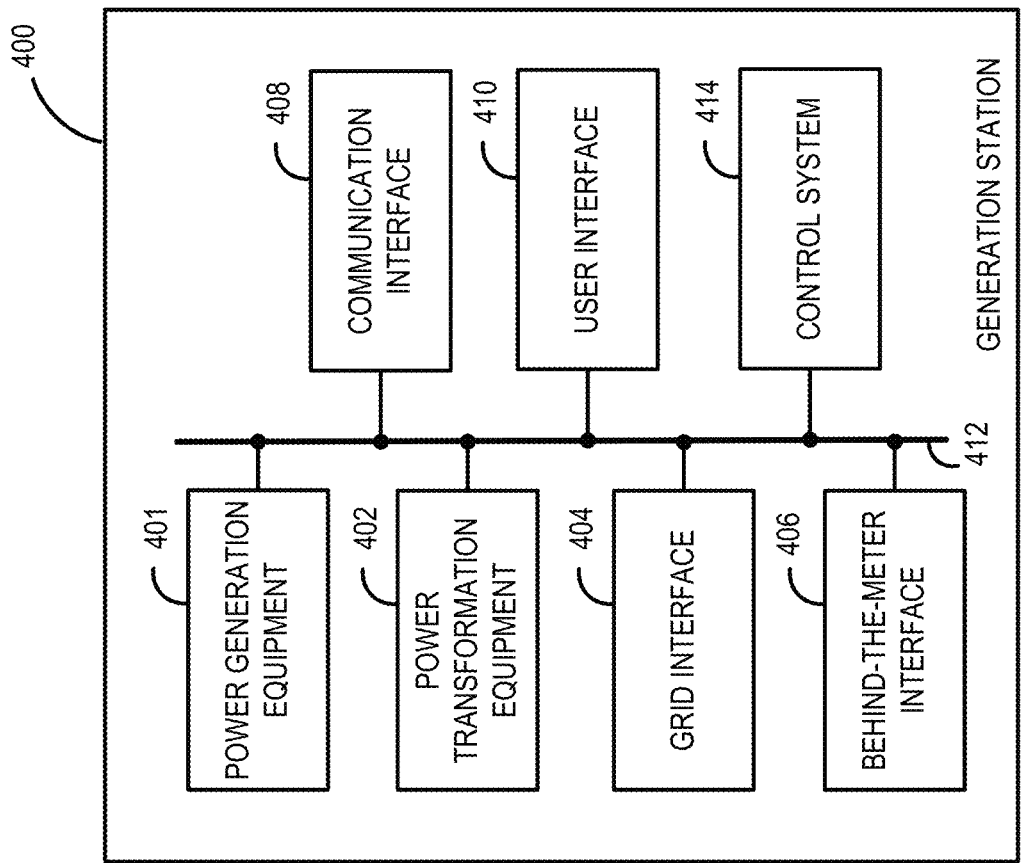 400
401
POWER GENERATION
EQUIPMENT
402
POWER
TRANSFORMATION
EQUIPMENT
404
GRID INTERFACE
406
BEHIND-THE-METER
INTERFACE
408
COMMUNICATION
INTERFACE
410
USER INTERFACE
414
CONTROL SYSTEM
412
GENERATION STATION